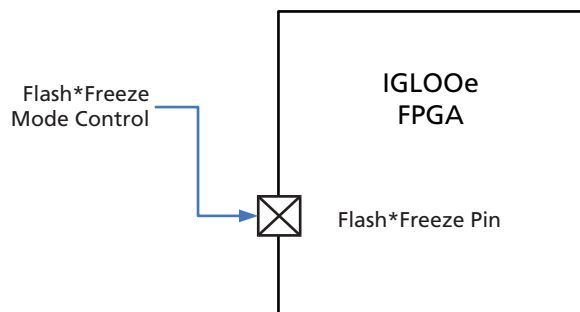 Flash*Freeze
Mode Control
IGLOOe
FPGA
Flash*Freeze Pin